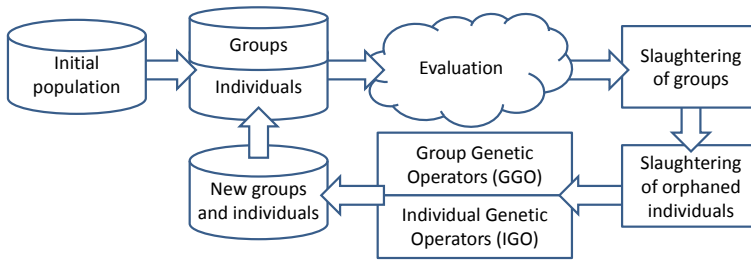 Initial
population
Groups
Individuals
Evaluation
Slaughtering
of groups
Slaughtering
of orphaned
individuals
Group Genetic
Operators (GGO)
Individual Genetic
Operators (IGO)
New groups
and individuals